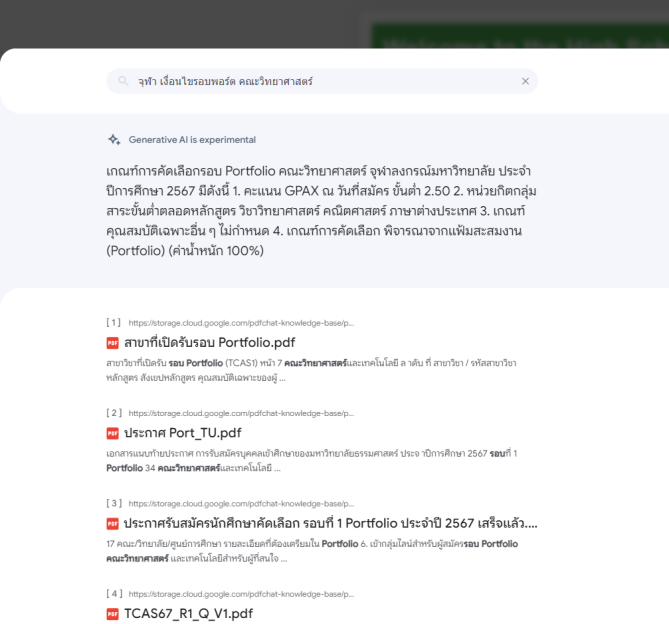 จุฬา เงื่อนไขรอบพอร์ต คณะวิทยาศาสตร์
Generative AI is experimental
เกณฑ์การคัดเลือกรอบ Portfolio คณะวิทยาศาสตร์ จุฬาลงกรณ์มหาวิทยาลัย ประจำ
ปีการศึกษา 2567 มีดังนี้ 1. คะแนน GPAX ณ วันที่สมัคร ขั้นต่ำ 2.50 2. หน่วยกิตกลุ่ม
สาระขั้นต่ำตลอดหลักสูตร วิชาวิทยาศาสตร์ คณิตศาสตร์ ภาษาต่างประเทศ 3. เกณฑ์
คุณสมบัติเฉพาะอื่น ๆ ไม่กำหนด 4. เกณฑ์การคัดเลือก พิจารณาจากแฟ้มสะสมงาน
(Portfolio) (ค่าน้ำหนัก 100%)
[ 1 ] https://storage.cloud.google.com/pdfchat-knowledge-base/p...
PDF สาขาที่เปิดรับรอบ Portfolio.pdf
สาขาวิชาที่เปิดรับ รอบ Portfolio (TCAS1) หน้า 7 คณะวิทยาศาสตร์และเทคโนโลยี ล าดับ ที่ สาขาวิชา / รหัสสาขาวิชา
หลักสูตร สังเขปหลักสูตร คุณสมบัติเฉพาะของผู้ ...
[ 2 ] https://storage.cloud.google.com/pdfchat-knowledge-base/p...
PDF ประกาศ Port_TU.pdf
เอกสารแนบท้ายประกาศ การรับสมัครบุคคลเข้าศึกษาของมหาวิทยาลัยธรรมศาสตร์ ประจ าปีการศึกษา 2567 รอบที่ 1
Portfolio 34 คณะวิทยาศาสตร์และเทคโนโลยี ...
[ 3 ] https://storage.cloud.google.com/pdfchat-knowledge-base/p...
PDF ประกาศรับสมัครนักศึกษาคัดเลือก รอบที่ 1 Portfolio ประจำปี 2567 เสร็จแล้ว....
17 คณะ/วิทยาลัย/ศูนย์การศึกษา รายละเอียดที่ต้องเตรียมใน Portfolio 6. เข้ากลุ่มไลน์สำหรับผู้สมัครรอบ Portfolio
คณะวิทยาศาสตร์ และเทคโนโลยีสำหรับผู้ที่สนใจ ...
[ 4 ] https://storage.cloud.google.com/pdfchat-knowledge-base/p...
PDF TCAS67_R1_Q_V1.pdf